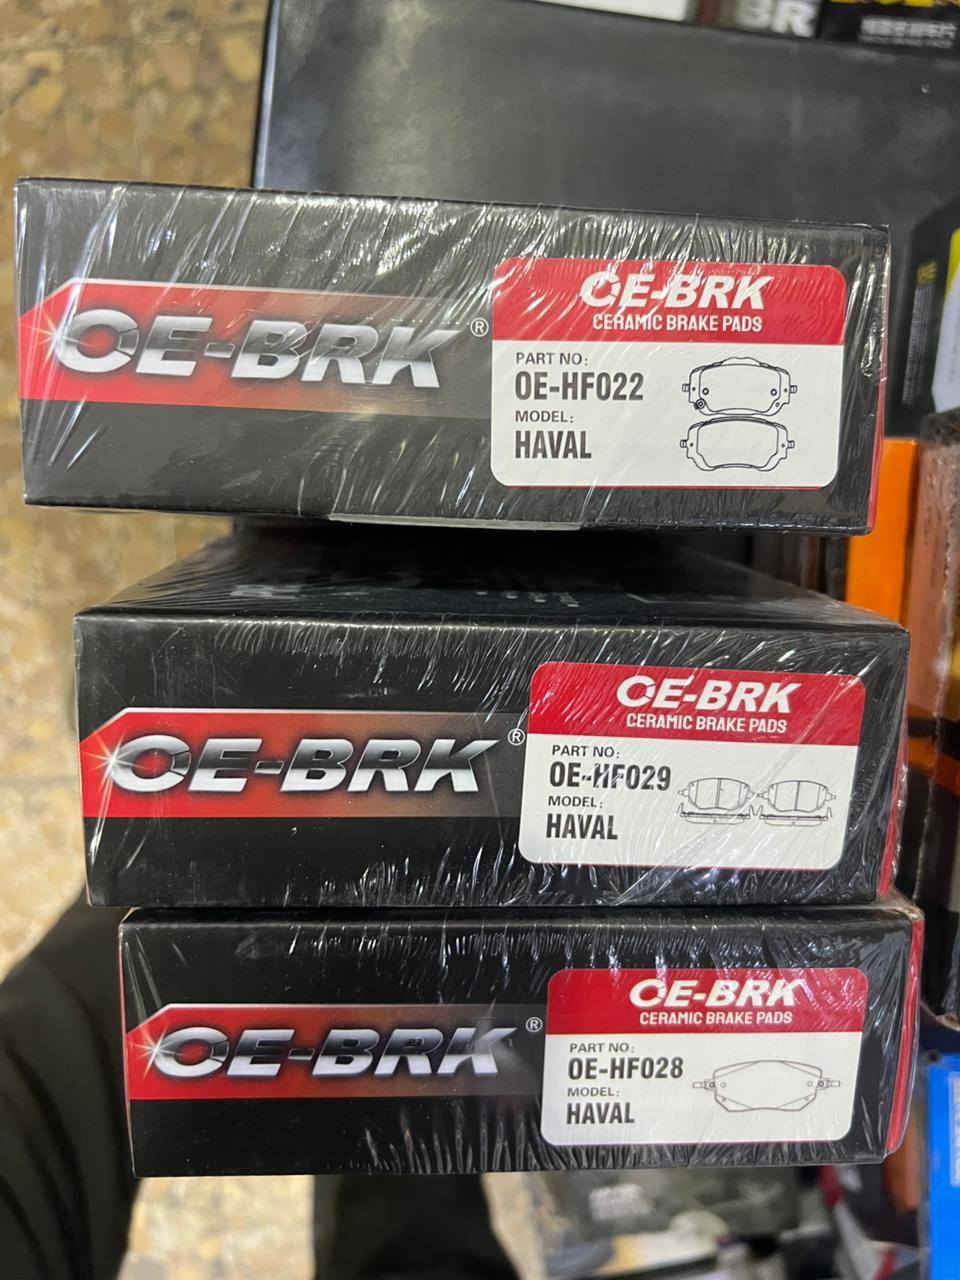 BR
OE-BRK®
OE-BRK
CERAMIC BRAKE PADS
PART NO:
OE-HF022
MODEL:
HAVAL
OE-BRK®
OE-BRK
CERAMIC BRAKE PADS
PART NO:
OE-HF029
MODEL:
HAVAL
OE-BRK®
OE-BRK
CERAMIC BRAKE PADS
PART NO:
OE-HF028
MODEL:
HAVAL